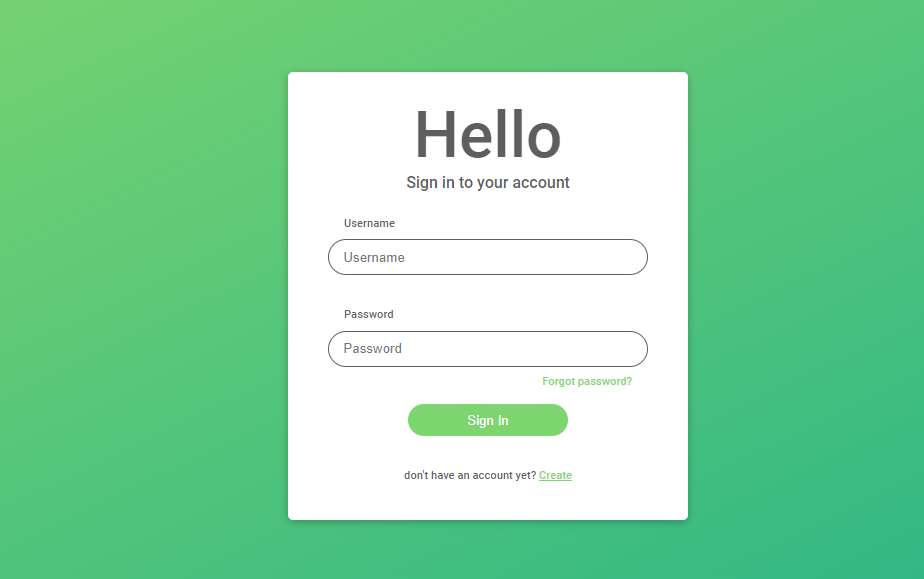 Hello
Sign in to your account
Username
Username
Password
Password
Forgot password?
Sign In
don't have an account yet? Create